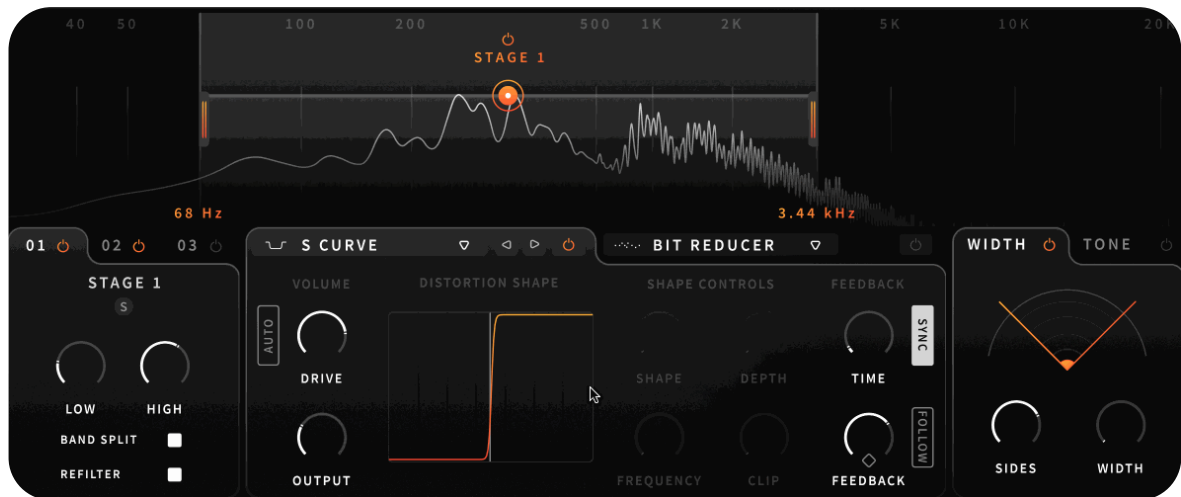 40 50 100 200 500 1K 2K 5K 10K 20K
STAGE 1
68 Hz 3.44 kHz
01 02 03
S CURVE
BIT REDUCER
WIDTH TONE
STAGE 1
S
LOW HIGH
BAND SPLIT
REFILTER
VOLUME
AUTO
DRIVE
OUTPUT
DISTORTION SHAPE
SHAPE CONTROLS
SHAPE DEPTH
FREQUENCY CLIP
FEEDBACK
SYNC
TIME
FOLLOW
FEEDBACK
SIDES WIDTH